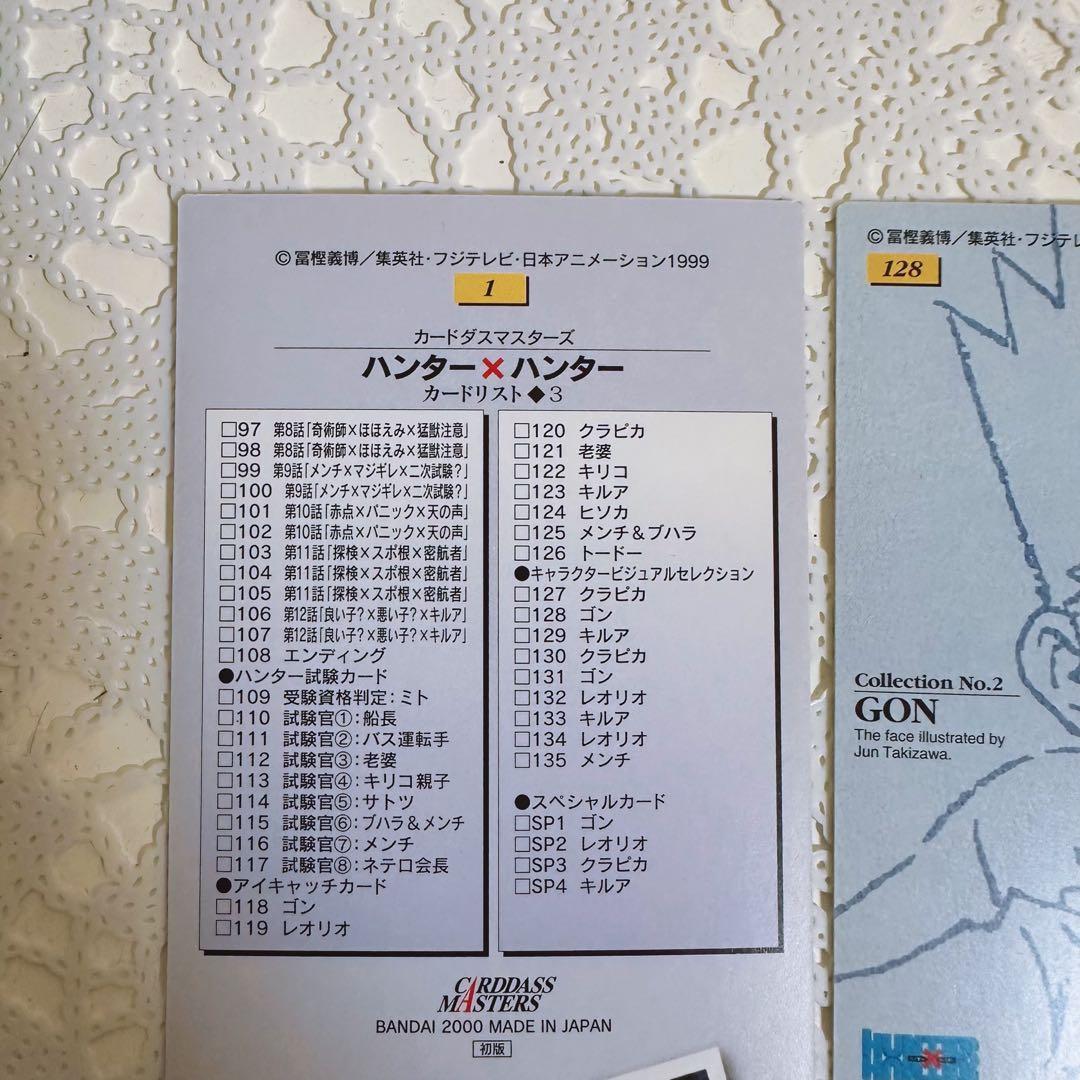 ©冨樫義博／集英社・フジテレビ・日本アニメーション1999
1
カードダスマスターズ
ハンター×ハンター
カードリスト◆3
□97 第8話「奇術師×ほほえみ×猛獣注意」
□98 第8話「奇術師×ほほえみ×猛獣注意」
□99 第9話「メンチ×マジギレ×二次試験？」
□100 第9話「メンチ×マジギレ×二次試験？」
□101 第10話「赤点×パニック×天の声」
□102 第10話「赤点×パニック×天の声」
□103 第11話「探検×スポ根×密航者」
□104 第11話「探検×スポ根×密航者」
□105 第11話「探検×スポ根×密航者」
□106 第12話「良い子？×悪い子？×キルア」
□107 第12話「良い子？×悪い子？×キルア」
□108 エンディング
●ハンター試験カード
□109 受験資格判定：ミト
□110 試験官①：船長
□111 試験官②：バス運転手
□112 試験官③：老婆
□113 試験官④：キリコ親子
□114 試験官⑤：サトツ
□115 試験官⑥：ブハラ＆メンチ
□116 試験官⑦：メンチ
□117 試験官⑧：ネテロ会長
●アイキャッチカード
□118 ゴン
□119 レオリオ
□120 クラピカ
□121 老婆
□122 キリコ
□123 キルア
□124 ヒソカ
□125 メンチ＆ブハラ
□126 トードー
●キャラクタービジュアルセレクション
□127 クラピカ
□128 ゴン
□129 キルア
□130 クラピカ
□131 ゴン
□132 レオリオ
□133 キルア
□134 レオリオ
□135 メンチ
●スペシャルカード
□SP1 ゴン
□SP2 レオリオ
□SP3 クラピカ
□SP4 キルア
CARDDASS
MASTERS
BANDAI 2000 MADE IN JAPAN
初版
©冨樫義博／集英社・フジテレ
128
Collection No.2
GON
The face illustrated by
Jun Takizawa.